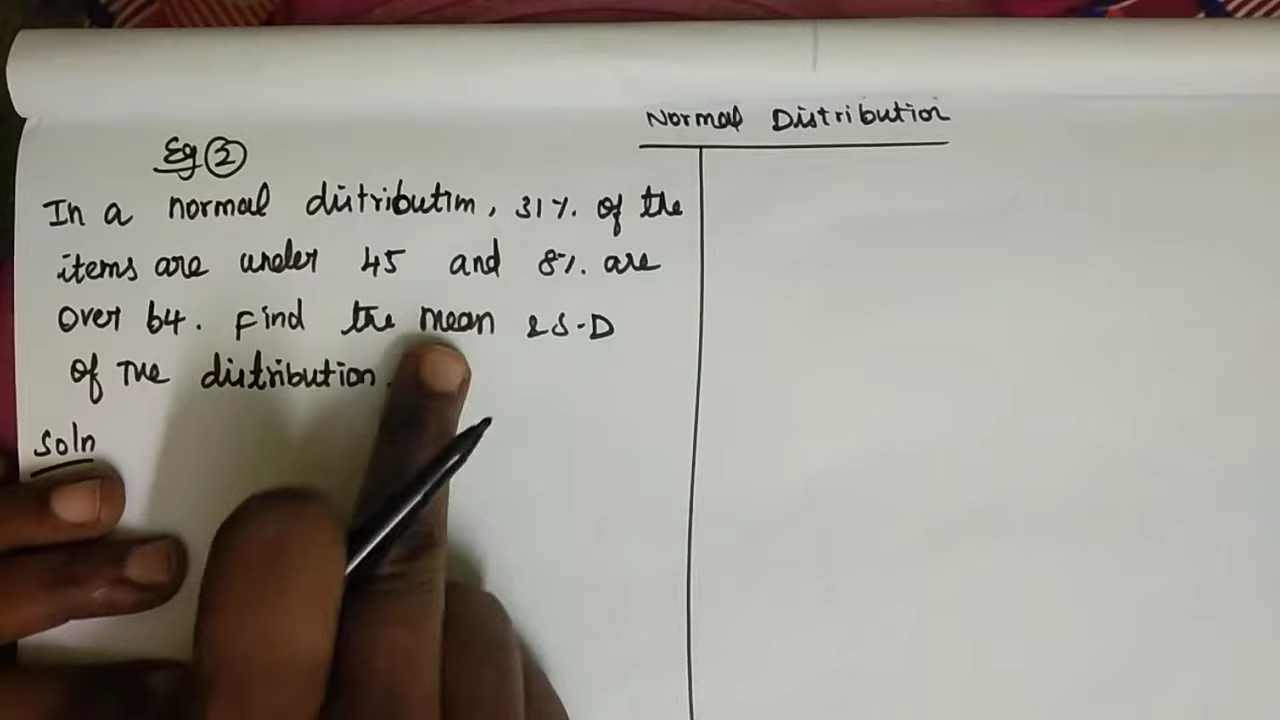 Normal Distribution
Eg ②
In a normal distribution, 31%. of the
items are under 45 and 8%. are
over 64. Find the mean & S.D
of The distribution.
Soln